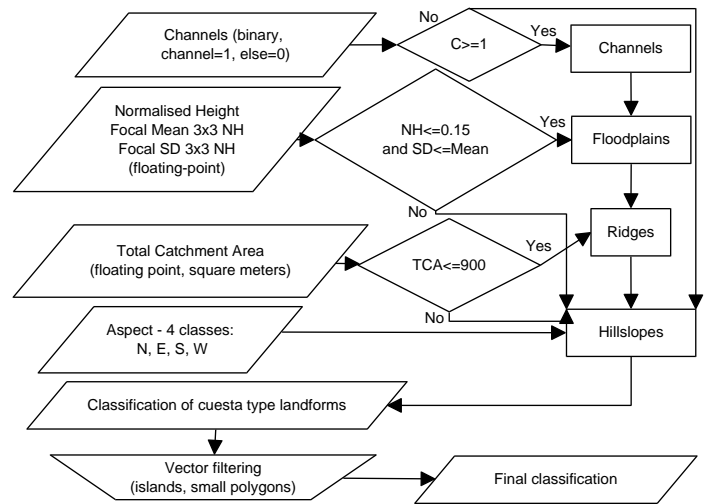 Channels (binary,
channel=1, else=0)
No
C>=1
Yes
Channels
Normalised Height
Focal Mean 3x3 NH
Focal SD 3x3 NH
(floating-point)
NH<=0.15
and SD<=Mean
Yes
Floodplains
No
Total Catchment Area
(floating point, square meters)
TCA<=900
Yes
Ridges
No
Aspect - 4 classes:
N, E, S, W
Hillslopes
Classification of cuesta type landforms
Vector filtering
(islands, small polygons)
Final classification